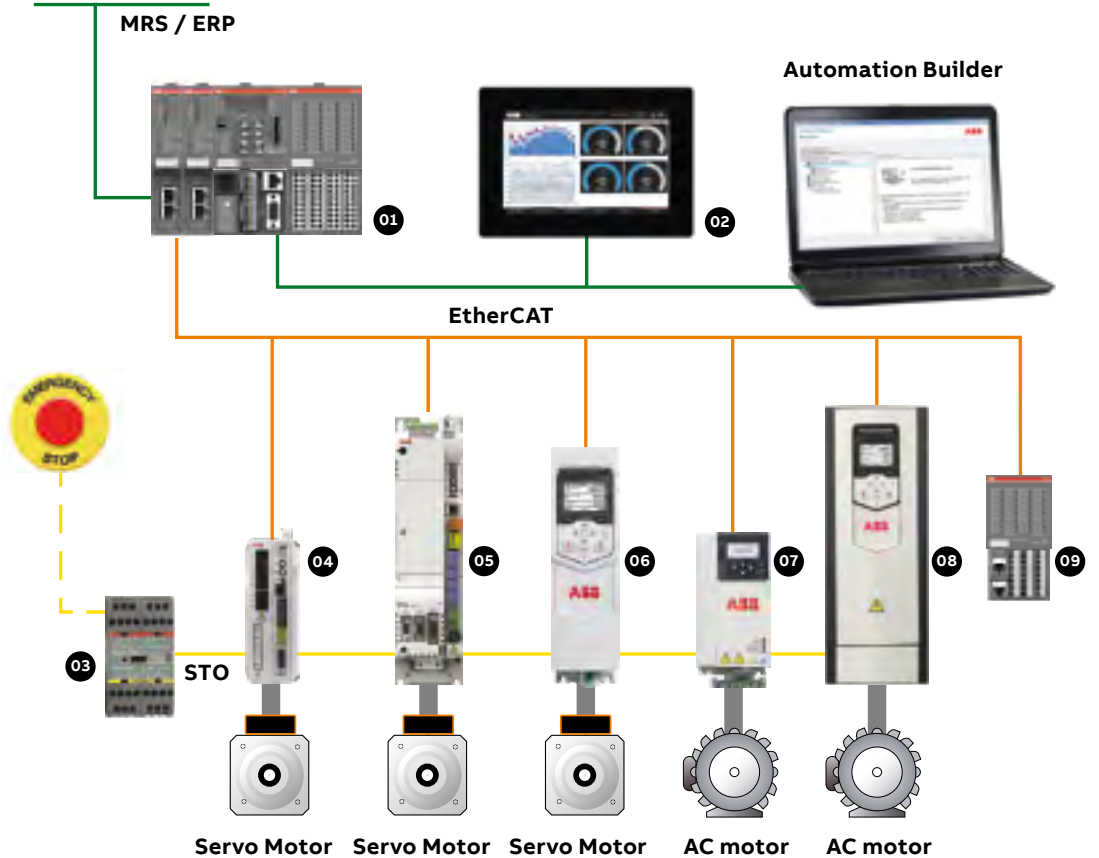 MRS / ERP
Automation Builder
ABB
01
02
EtherCAT
EMERGENCY
STOP
04
05
06
07
08
09
ABB
ABB
ABB
03
STO
Servo Motor
Servo Motor
Servo Motor
AC motor
AC motor